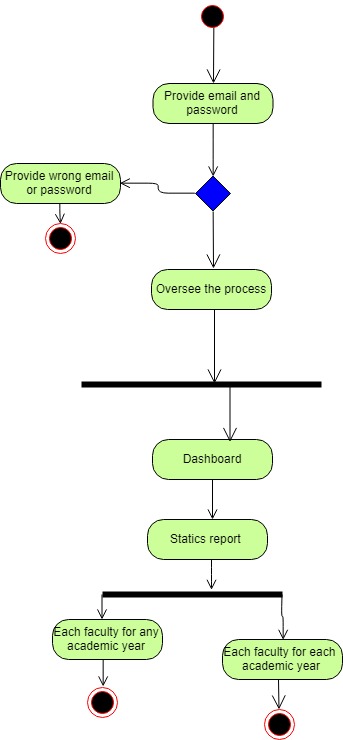 Provide email and
password
Provide wrong email
or password
Oversee the process
Dashboard
Statics report
Each faculty for any
academic year
Each faculty for each
academic year